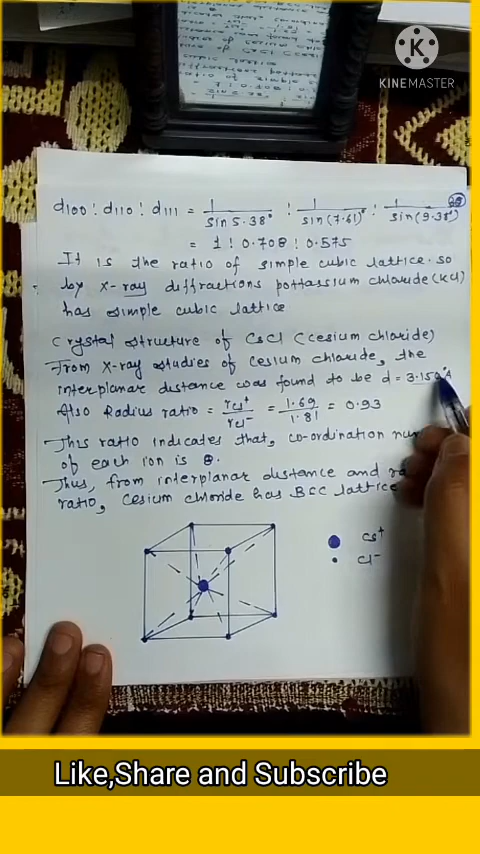 KINEMASTER
29
d100 : d110 : d111 = 1/sin 5.38° : 1/sin(7.61)° : 1/sin(9.38°)
= 1 : 0.708 : 0.575
It is the ratio of simple cubic lattice. so
by x-ray diffractions pottassium chloride (KCl)
has simple cubic lattice
Crystal structure of CsCl (cesium chloride)
From x-ray studies of Cesium chloride, the
interplanar distance was found to be d = 3.15
Also Radius ratio = rCs+/rCl- = 1.69/1.81 = 0.93
This ratio indicates that, co-ordination num
of each ion is 8.
Thus, from interplanar distance and ra
ratio, Cesium chloride has BSC lattice
Cs+
Cl-
Like,Share and Subscribe